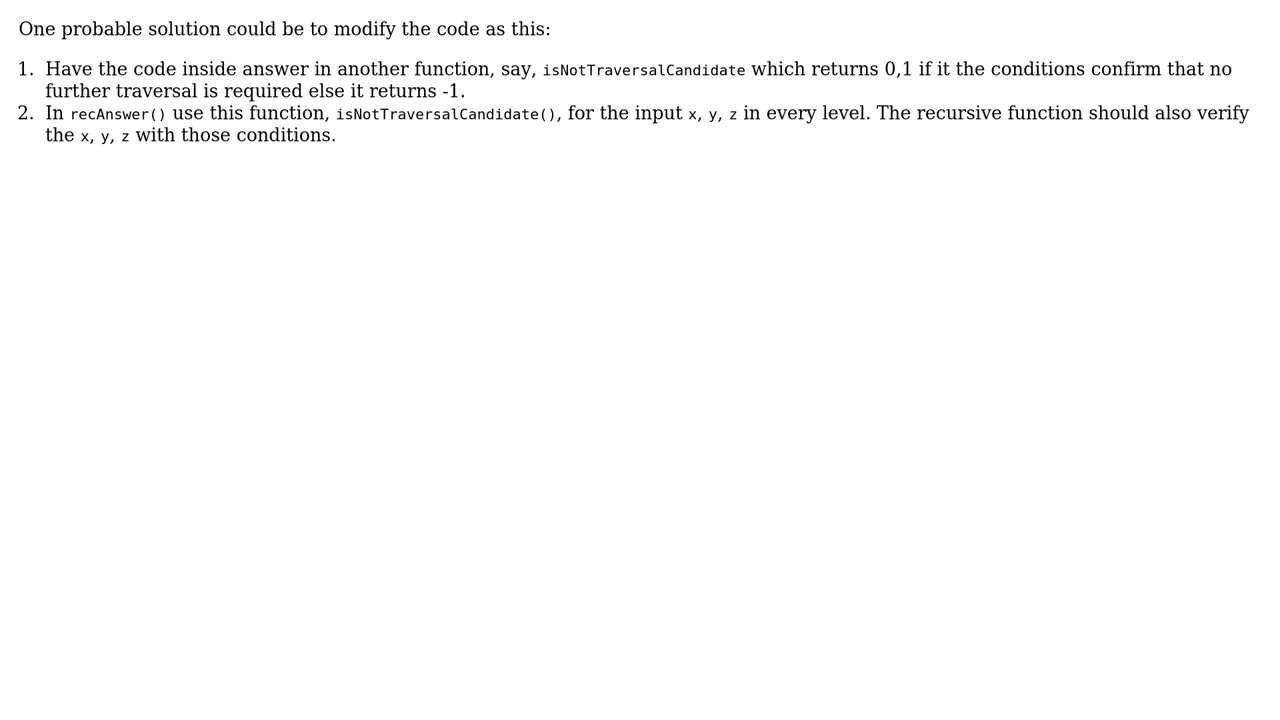 One probable solution could be to modify the code as this:
1. Have the code inside answer in another function, say, isNotTraversalCandidate which returns 0,1 if it the conditions confirm that no
further traversal is required else it returns -1.
2. In recAnswer() use this function, isNotTraversalCandidate(), for the input x, y, z in every level. The recursive function should also verify
the x, y, z with those conditions.